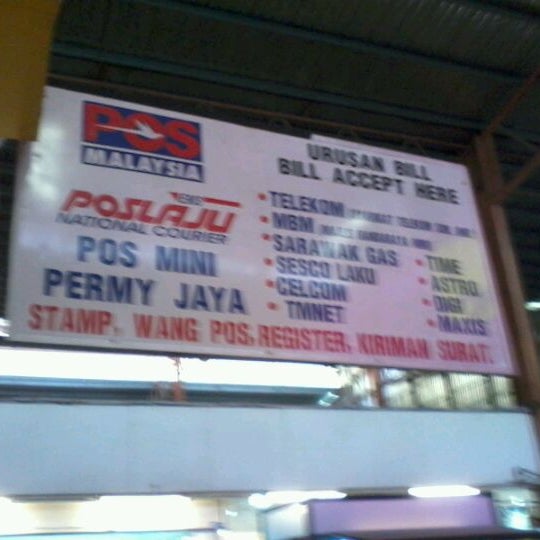 POS
MALAYSIA
EMS
POSLAJU
NATIONAL COURIER
POS MINI
PERMY JAYA
URUSAN BILL
BILL ACCEPT HERE
• TELEKOM
• MBM
• SARAWAK GAS
• SESCO LAKU
• CELCOM
• TMNET
• TIME
• ASTRO
• DIGI
• MAXIS
STAMP, WANG POS, REGISTER, KIRIMAN SURAT.